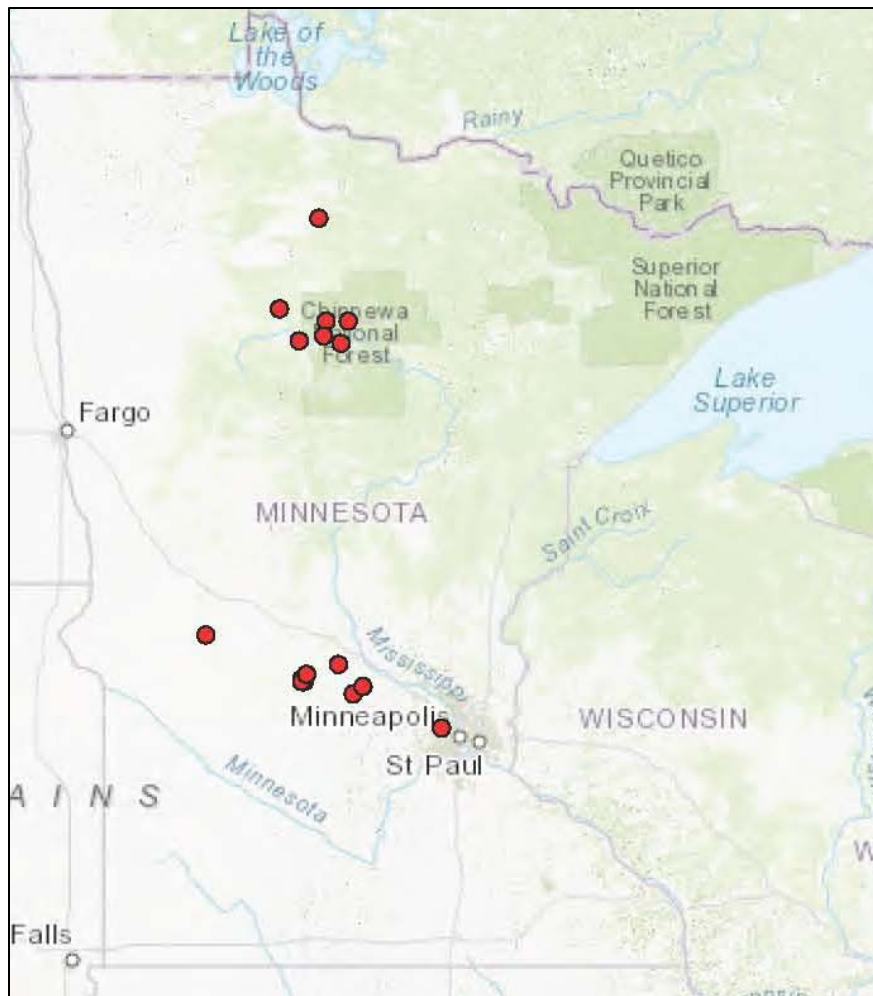 Lake of
the
Woods
Rainy
Quetico
Provincial
Park
Superior
National
Forest
Chippewa
National
Forest
Lake
Superior
Fargo
MINNESOTA
Saint Croix
Mississippi
Minneapolis
WISCONSIN
St Paul
Minnesota
A I N S
W
Falls